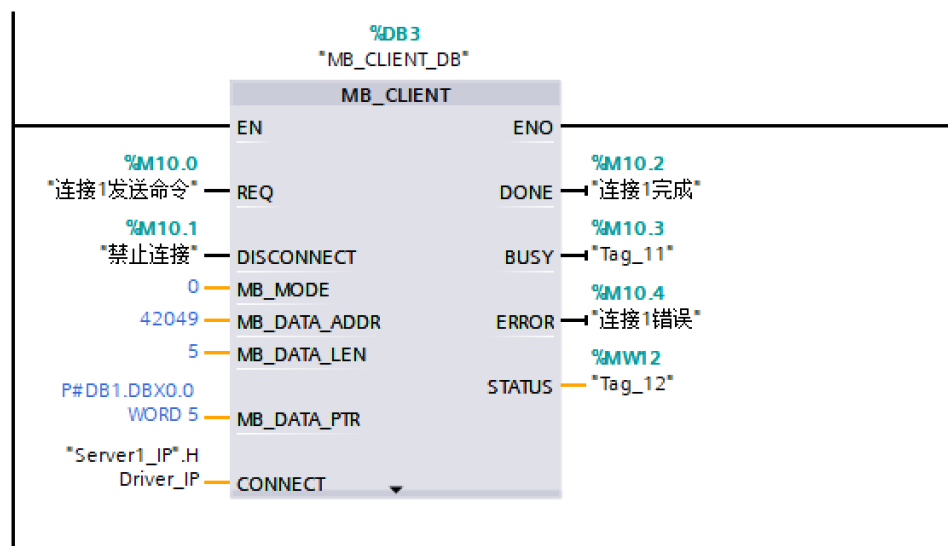 %DB3
"MB_CLIENT_DB"
MB_CLIENT
EN ENO
%M10.0 %M10.2
"连接1发送命令" REQ DONE "连接1完成"
%M10.1 %M10.3
"禁止连接" DISCONNECT BUSY "Tag_11"
0 MB_MODE %M10.4
42049 MB_DATA_ADDR ERROR "连接1错误"
5 MB_DATA_LEN %MW12
P#DB1.DBX0.0 STATUS "Tag_12"
WORD 5 MB_DATA_PTR
"Server1_IP".H
Driver_IP CONNECT